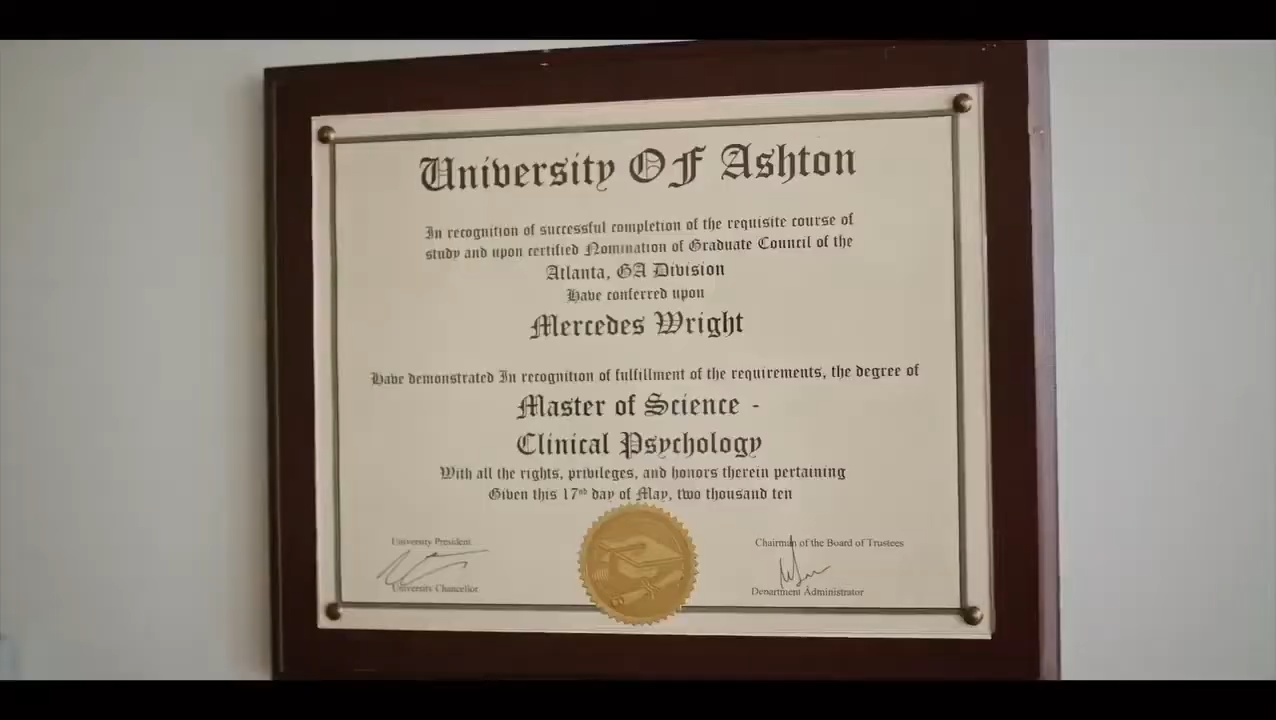 University OF Ashton
In recognition of successful completion of the requisite course of
study and upon certified Nomination of Graduate Council of the
Atlanta, GA Division
Have conferred upon
Mercedes Wright
Have demonstrated In recognition of fulfillment of the requirements, the degree of
Master of Science -
Clinical Psychology
With all the rights, privileges, and honors therein pertaining
Given this 17nd day of May, two thousand ten
University President
University Chancellor
Chairman of the Board of Trustees
Department Administrator